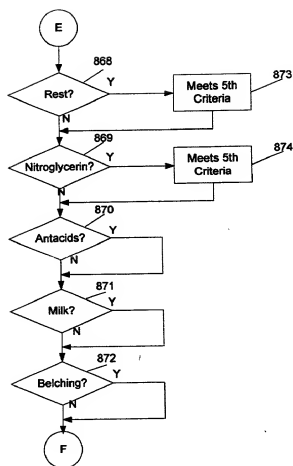 E
868
Rest?
Y
N
Meets 5th
Criteria
873
869
Nitroglycerin?
Y
N
Meets 5th
Criteria
874
870
Antacids?
Y
N
871
Milk?
Y
N
872
Belching?
Y
N
F